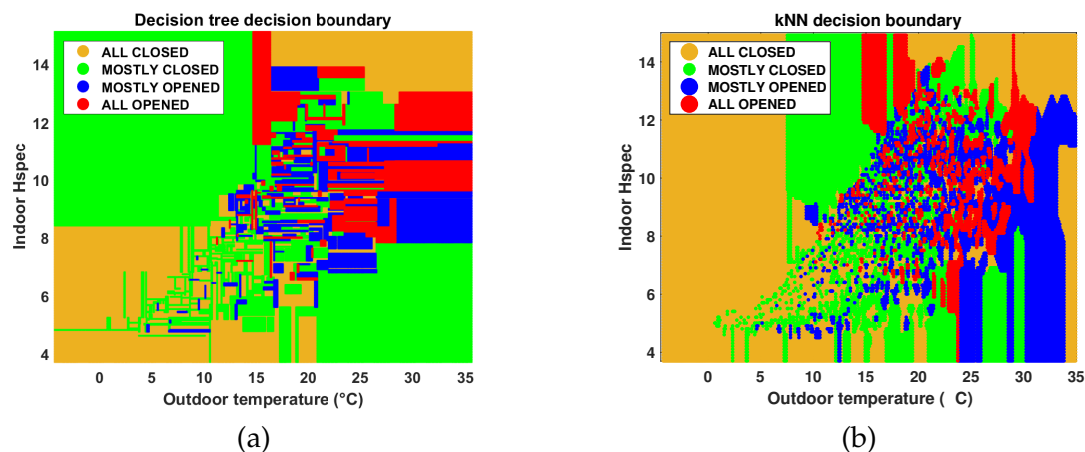 Decision tree decision boundary
ALL CLOSED
MOSTLY CLOSED
MOSTLY OPENED
ALL OPENED
Indoor Hspec
14
12
10
8
6
4
0 5 10 15 20 25 30 35
Outdoor temperature (°C)
(a)
kNN decision boundary
ALL CLOSED
MOSTLY CLOSED
MOSTLY OPENED
ALL OPENED
Indoor Hspec
14
12
10
8
6
4
0 5 10 15 20 25 30 35
Outdoor temperature ( C)
(b)